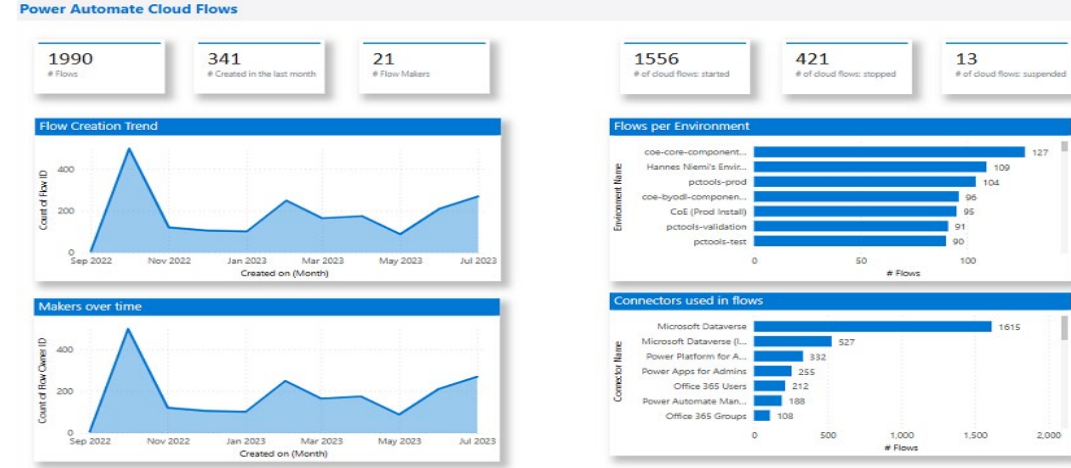 Power Automate Cloud Flows
1990
# Flows
341
# Created in the last month
21
# Flow Makers
1556
# of cloud flows: started
421
# of cloud flows: stopped
13
# of cloud flows: suspended
Flow Creation Trend
Count of Flow ID
400
200
0
Sep 2022 Nov 2022 Jan 2023 Mar 2023 May 2023 Jul 2023
Created on (Month)
Makers over time
Count of Flow Owner ID
400
200
0
Sep 2022 Nov 2022 Jan 2023 Mar 2023 May 2023 Jul 2023
Created on (Month)
Flows per Environment
Environment Name
coe-core-component... 127
Hannes Niemi's Envir... 109
pctools-prod 104
coe-byodl-componen... 96
CoE (Prod Install) 95
pctools-validation 91
pctools-test 90
0 50 100
# Flows
Connectors used in flows
Connector Name
Microsoft Dataverse 1615
Microsoft Dataverse (l... 527
Power Platform for A... 332
Power Apps for Admins 255
Office 365 Users 212
Power Automate Man... 188
Office 365 Groups 108
0 500 1,000 1,500 2,000
# Flows